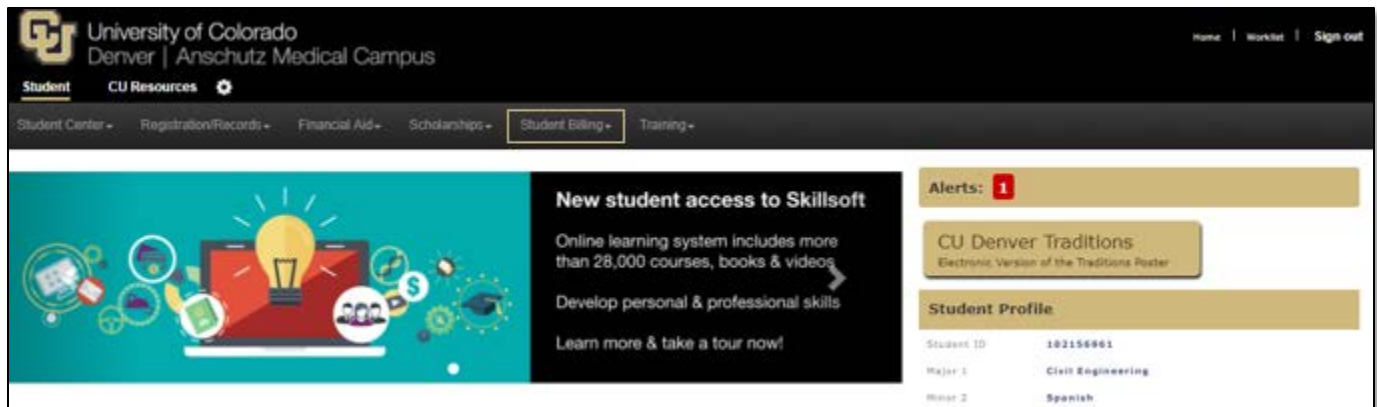 University of Colorado
Denver | Anschutz Medical Campus
Home | Worklist | Sign out
Student CU Resources
Student Center Registration/Records Financial Aid Scholarships Student Billing Training
New student access to Skillsoft
Online learning system includes more
than 28,000 courses, books & videos
Develop personal & professional skills
Learn more & take a tour now!
$
Alerts: 1
CU Denver Traditions
Electronic Version of the Traditions Poster
Student Profile
Student ID 102156961
Major 1 Civil Engineering
Minor 2 Spanish